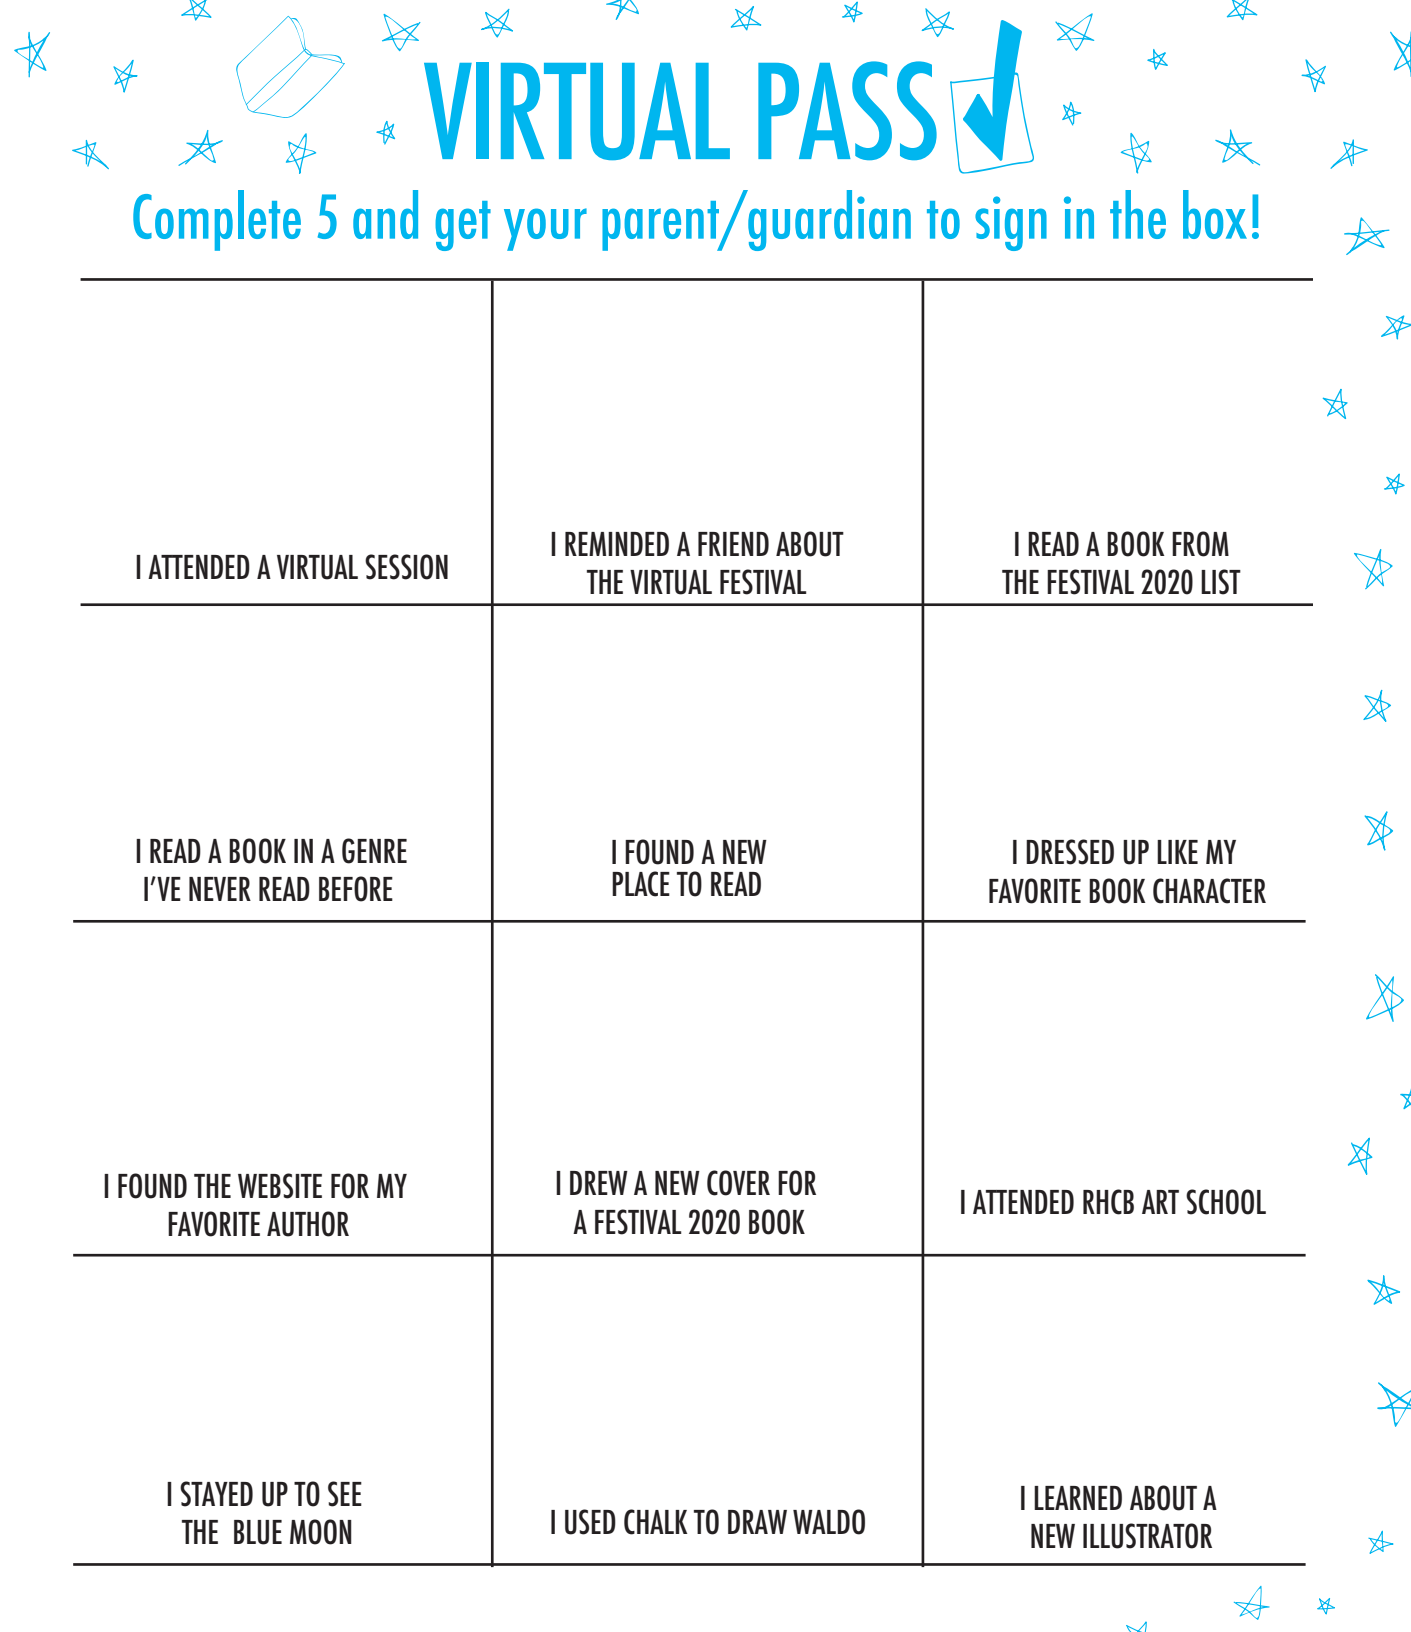 VIRTUAL PASS
Complete 5 and get your parent/guardian to sign in the box!
I ATTENDED A VIRTUAL SESSION
I REMINDED A FRIEND ABOUT
THE VIRTUAL FESTIVAL
I READ A BOOK FROM
THE FESTIVAL 2020 LIST
I READ A BOOK IN A GENRE
I'VE NEVER READ BEFORE
I FOUND A NEW
PLACE TO READ
I DRESSED UP LIKE MY
FAVORITE BOOK CHARACTER
I FOUND THE WEBSITE FOR MY
FAVORITE AUTHOR
I DREW A NEW COVER FOR
A FESTIVAL 2020 BOOK
I ATTENDED RHCB ART SCHOOL
I STAYED UP TO SEE
THE BLUE MOON
I USED CHALK TO DRAW WALDO
I LEARNED ABOUT A
NEW ILLUSTRATOR